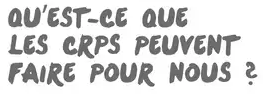 QU'EST-CE QUE
LES CRPS PEUVENT
FAIRE POUR NOUS ?